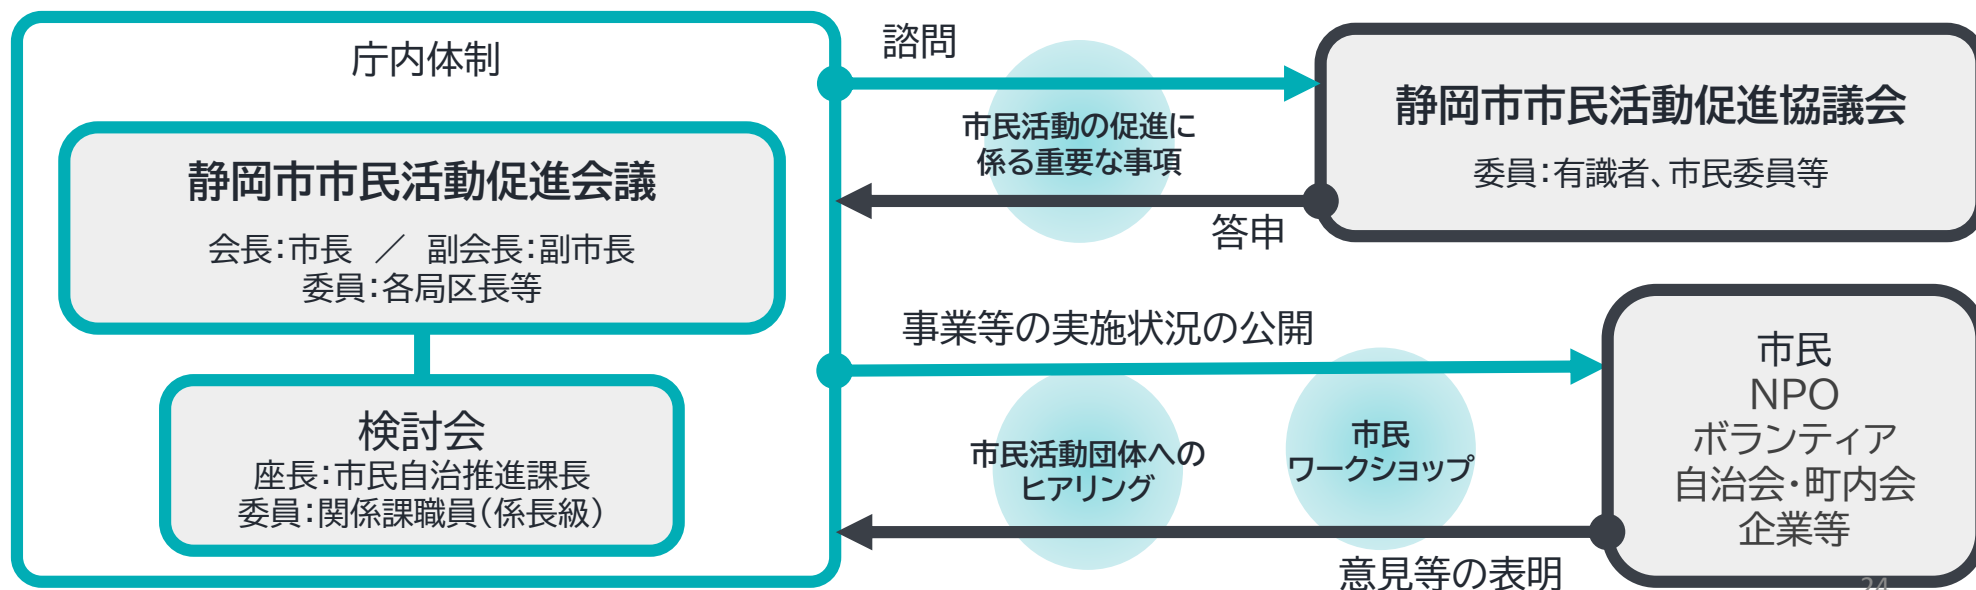 庁内体制
静岡市市民活動促進会議
会長:市長 ／ 副会長:副市長
委員:各局区長等
検討会
座長:市民自治推進課長
委員:関係課職員(係長級)
諮問
市民活動の促進に
係る重要な事項
答申
静岡市市民活動促進協議会
委員:有識者、市民委員等
事業等の実施状況の公開
市民活動団体への
ヒアリング
市民
ワークショップ
意見等の表明
市民
NPO
ボランティア
自治会・町内会
企業等
24